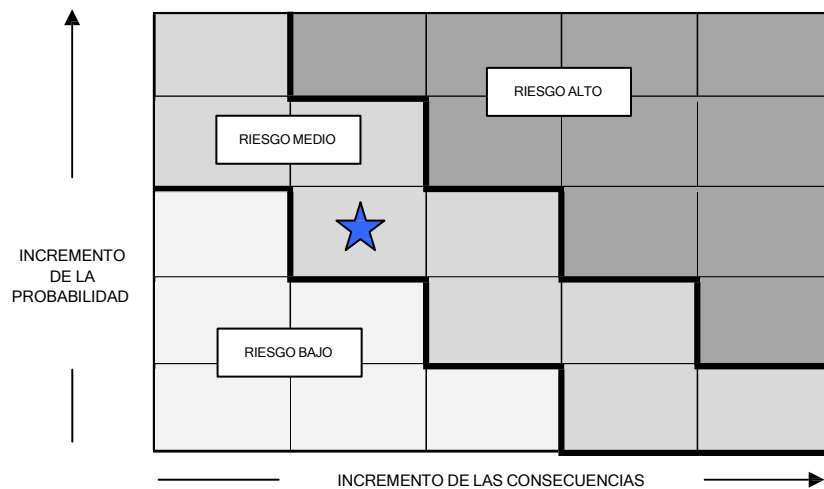 RIESGO ALTO
RIESGO MEDIO
INCREMENTO
DE LA
PROBABILIDAD
RIESGO BAJO
INCREMENTO DE LAS CONSECUENCIAS